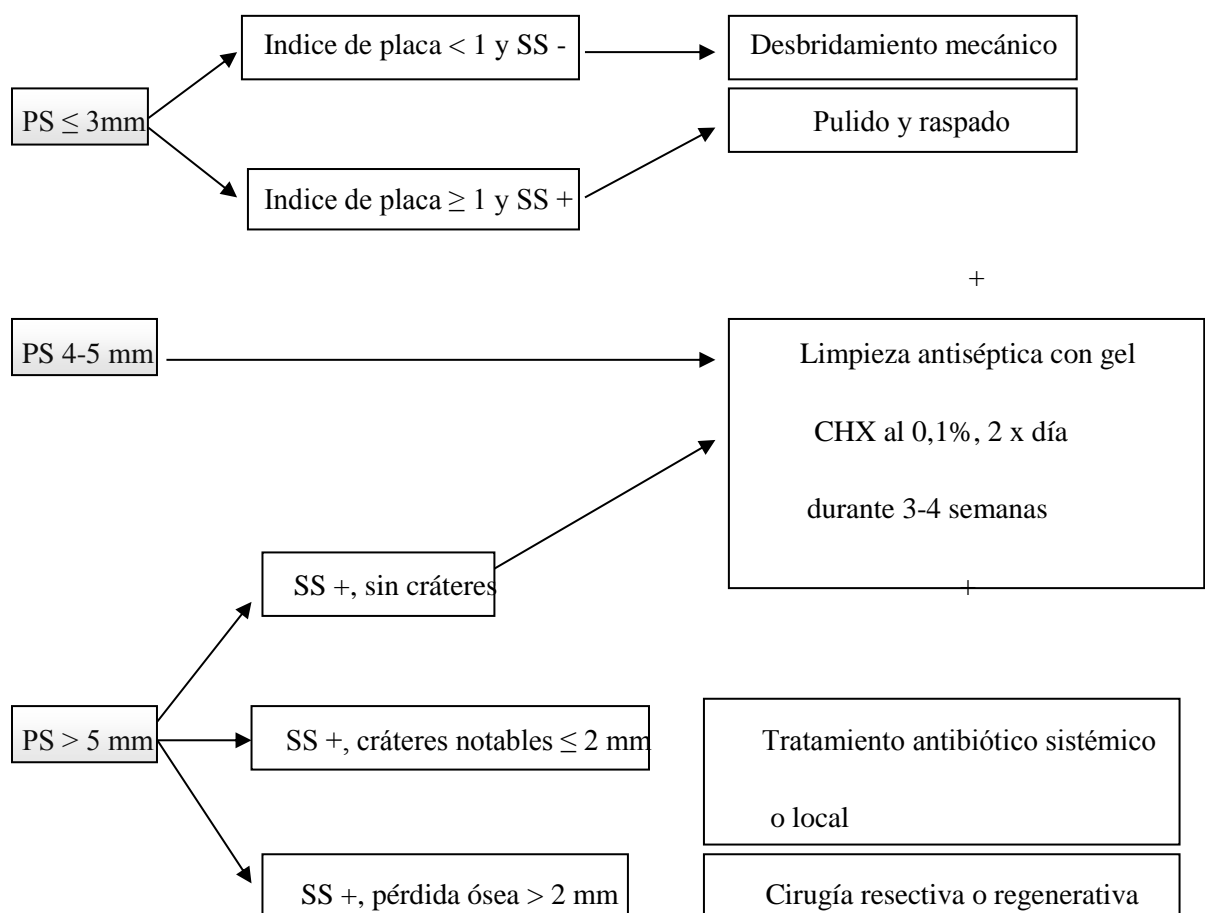 Indice de placa < 1 y SS -
Desbridamiento mecánico
PS ≤ 3mm
Pulido y raspado
Indice de placa ≥ 1 y SS +
+
PS 4-5 mm
Limpieza antiséptica con gel
CHX al 0,1%, 2 x día
durante 3-4 semanas
SS +, sin cráteres
+
PS > 5 mm
SS +, cráteres notables ≤ 2 mm
Tratamiento antibiótico sistémico
o local
SS +, pérdida ósea > 2 mm
Cirugía resectiva o regenerativa